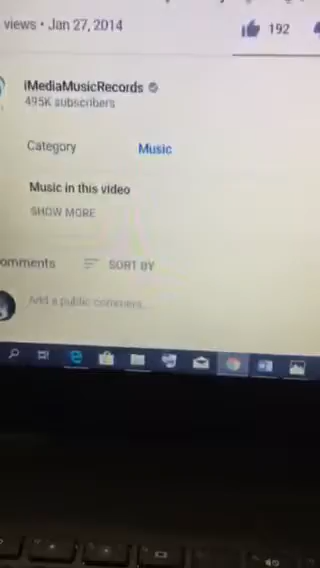 views • Jan 27, 2014
192
iMediaMusicRecords
495K subscribers
Category
Music
Music in this video
SHOW MORE
omments
SORT BY
Add a public comment...